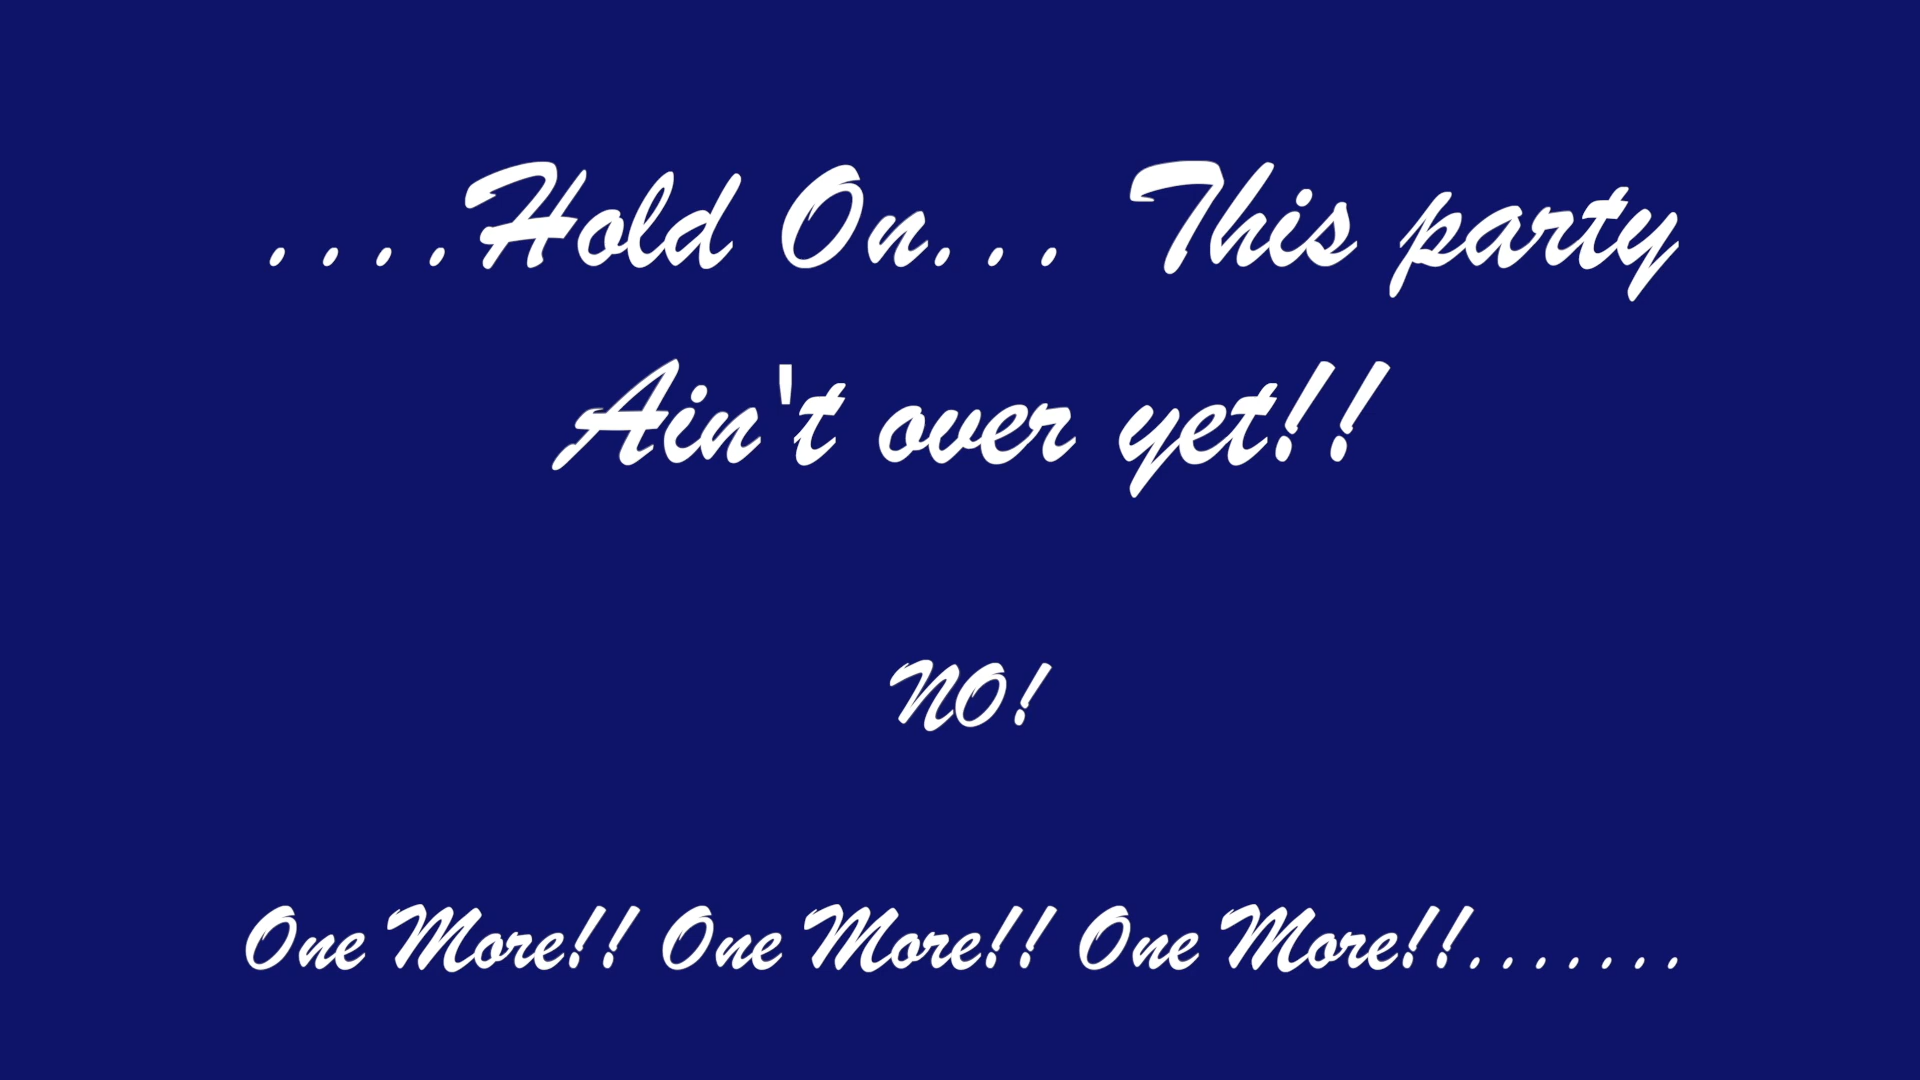 ....Hold On... This party
Ain't over yet!!
NO!
One More!! One More!! One More!!.......